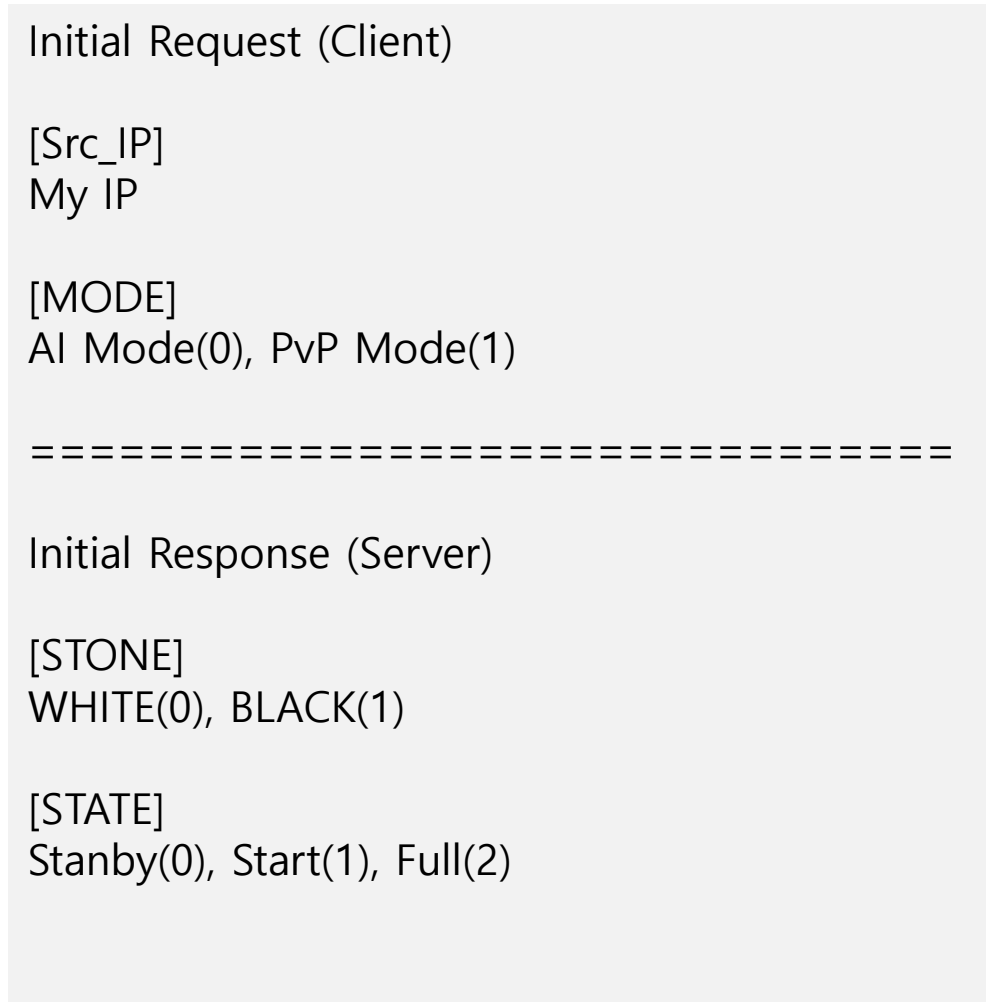 Initial Request (Client)
[Src_IP]
My IP
[MODE]
AI Mode(0), PvP Mode(1)
===============================
Initial Response (Server)
[STONE]
WHITE(0), BLACK(1)
[STATE]
Stanby(0), Start(1), Full(2)